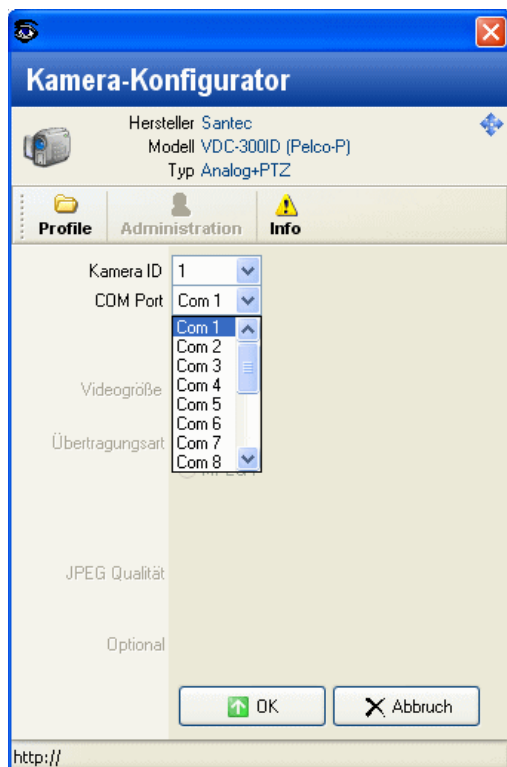 Kamera-Konfigurator
Hersteller Santec
Modell VDC-300ID (Pelco-P)
Typ Analog+PTZ
Profile Administration Info
Kamera ID 1
COM Port Com 1
Com 1
Com 2
Com 3
Videogröße Com 4
Com 5
Com 6
Übertragungsart Com 7
Com 8
JPEG Qualität
Optional
OK Abbruch
http://